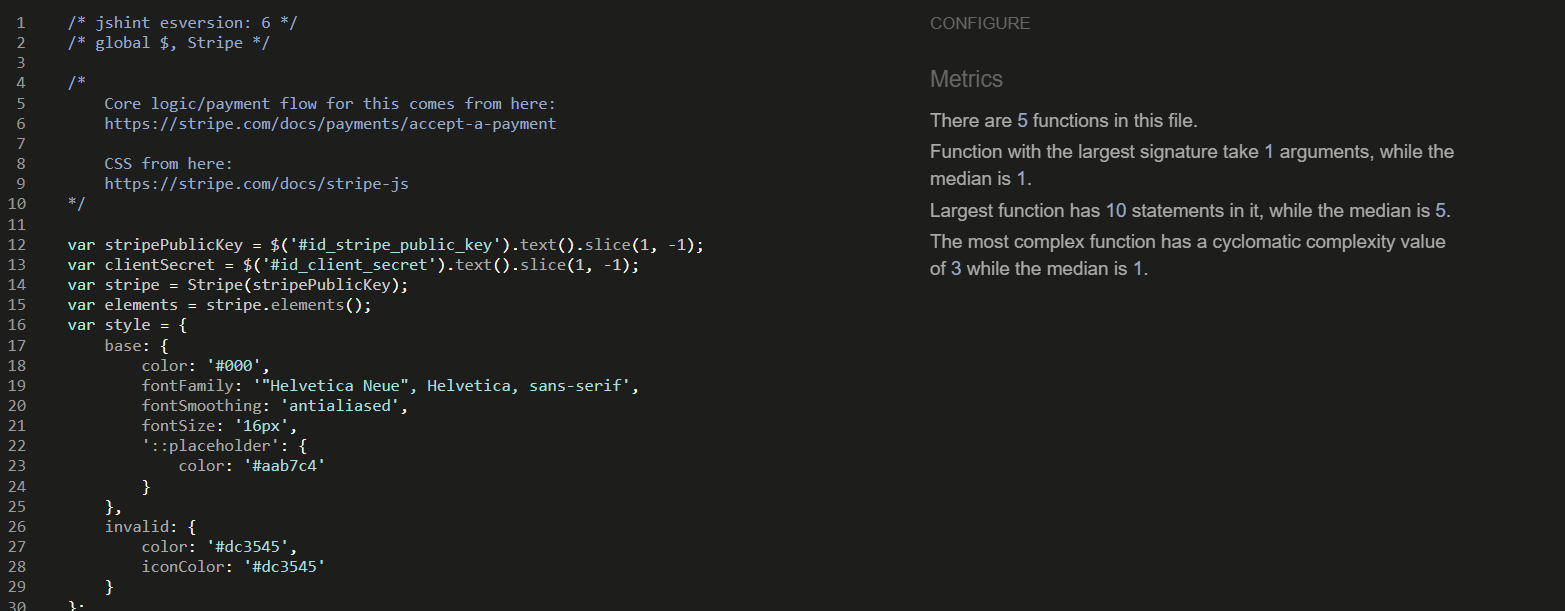 1 /* jshint esversion: 6 */
2 /* global $, Stripe */
3
4 /*
5 Core logic/payment flow for this comes from here:
6 https://stripe.com/docs/payments/accept-a-payment
7
8 CSS from here:
9 https://stripe.com/docs/stripe-js
10 */
11
12 var stripePublicKey = $('#id_stripe_public_key').text().slice(1, -1);
13 var clientSecret = $('#id_client_secret').text().slice(1, -1);
14 var stripe = Stripe(stripePublicKey);
15 var elements = stripe.elements();
16 var style = {
17 base: {
18 color: '#000',
19 fontFamily: '"Helvetica Neue", Helvetica, sans-serif',
20 fontSmoothing: 'antialiased',
21 fontSize: '16px',
22 '::placeholder': {
23 color: '#aab7c4'
24 }
25 },
26 invalid: {
27 color: '#dc3545',
28 iconColor: '#dc3545'
29 }
30 };
CONFIGURE
Metrics
There are 5 functions in this file.
Function with the largest signature take 1 arguments, while the
median is 1.
Largest function has 10 statements in it, while the median is 5.
The most complex function has a cyclomatic complexity value
of 3 while the median is 1.